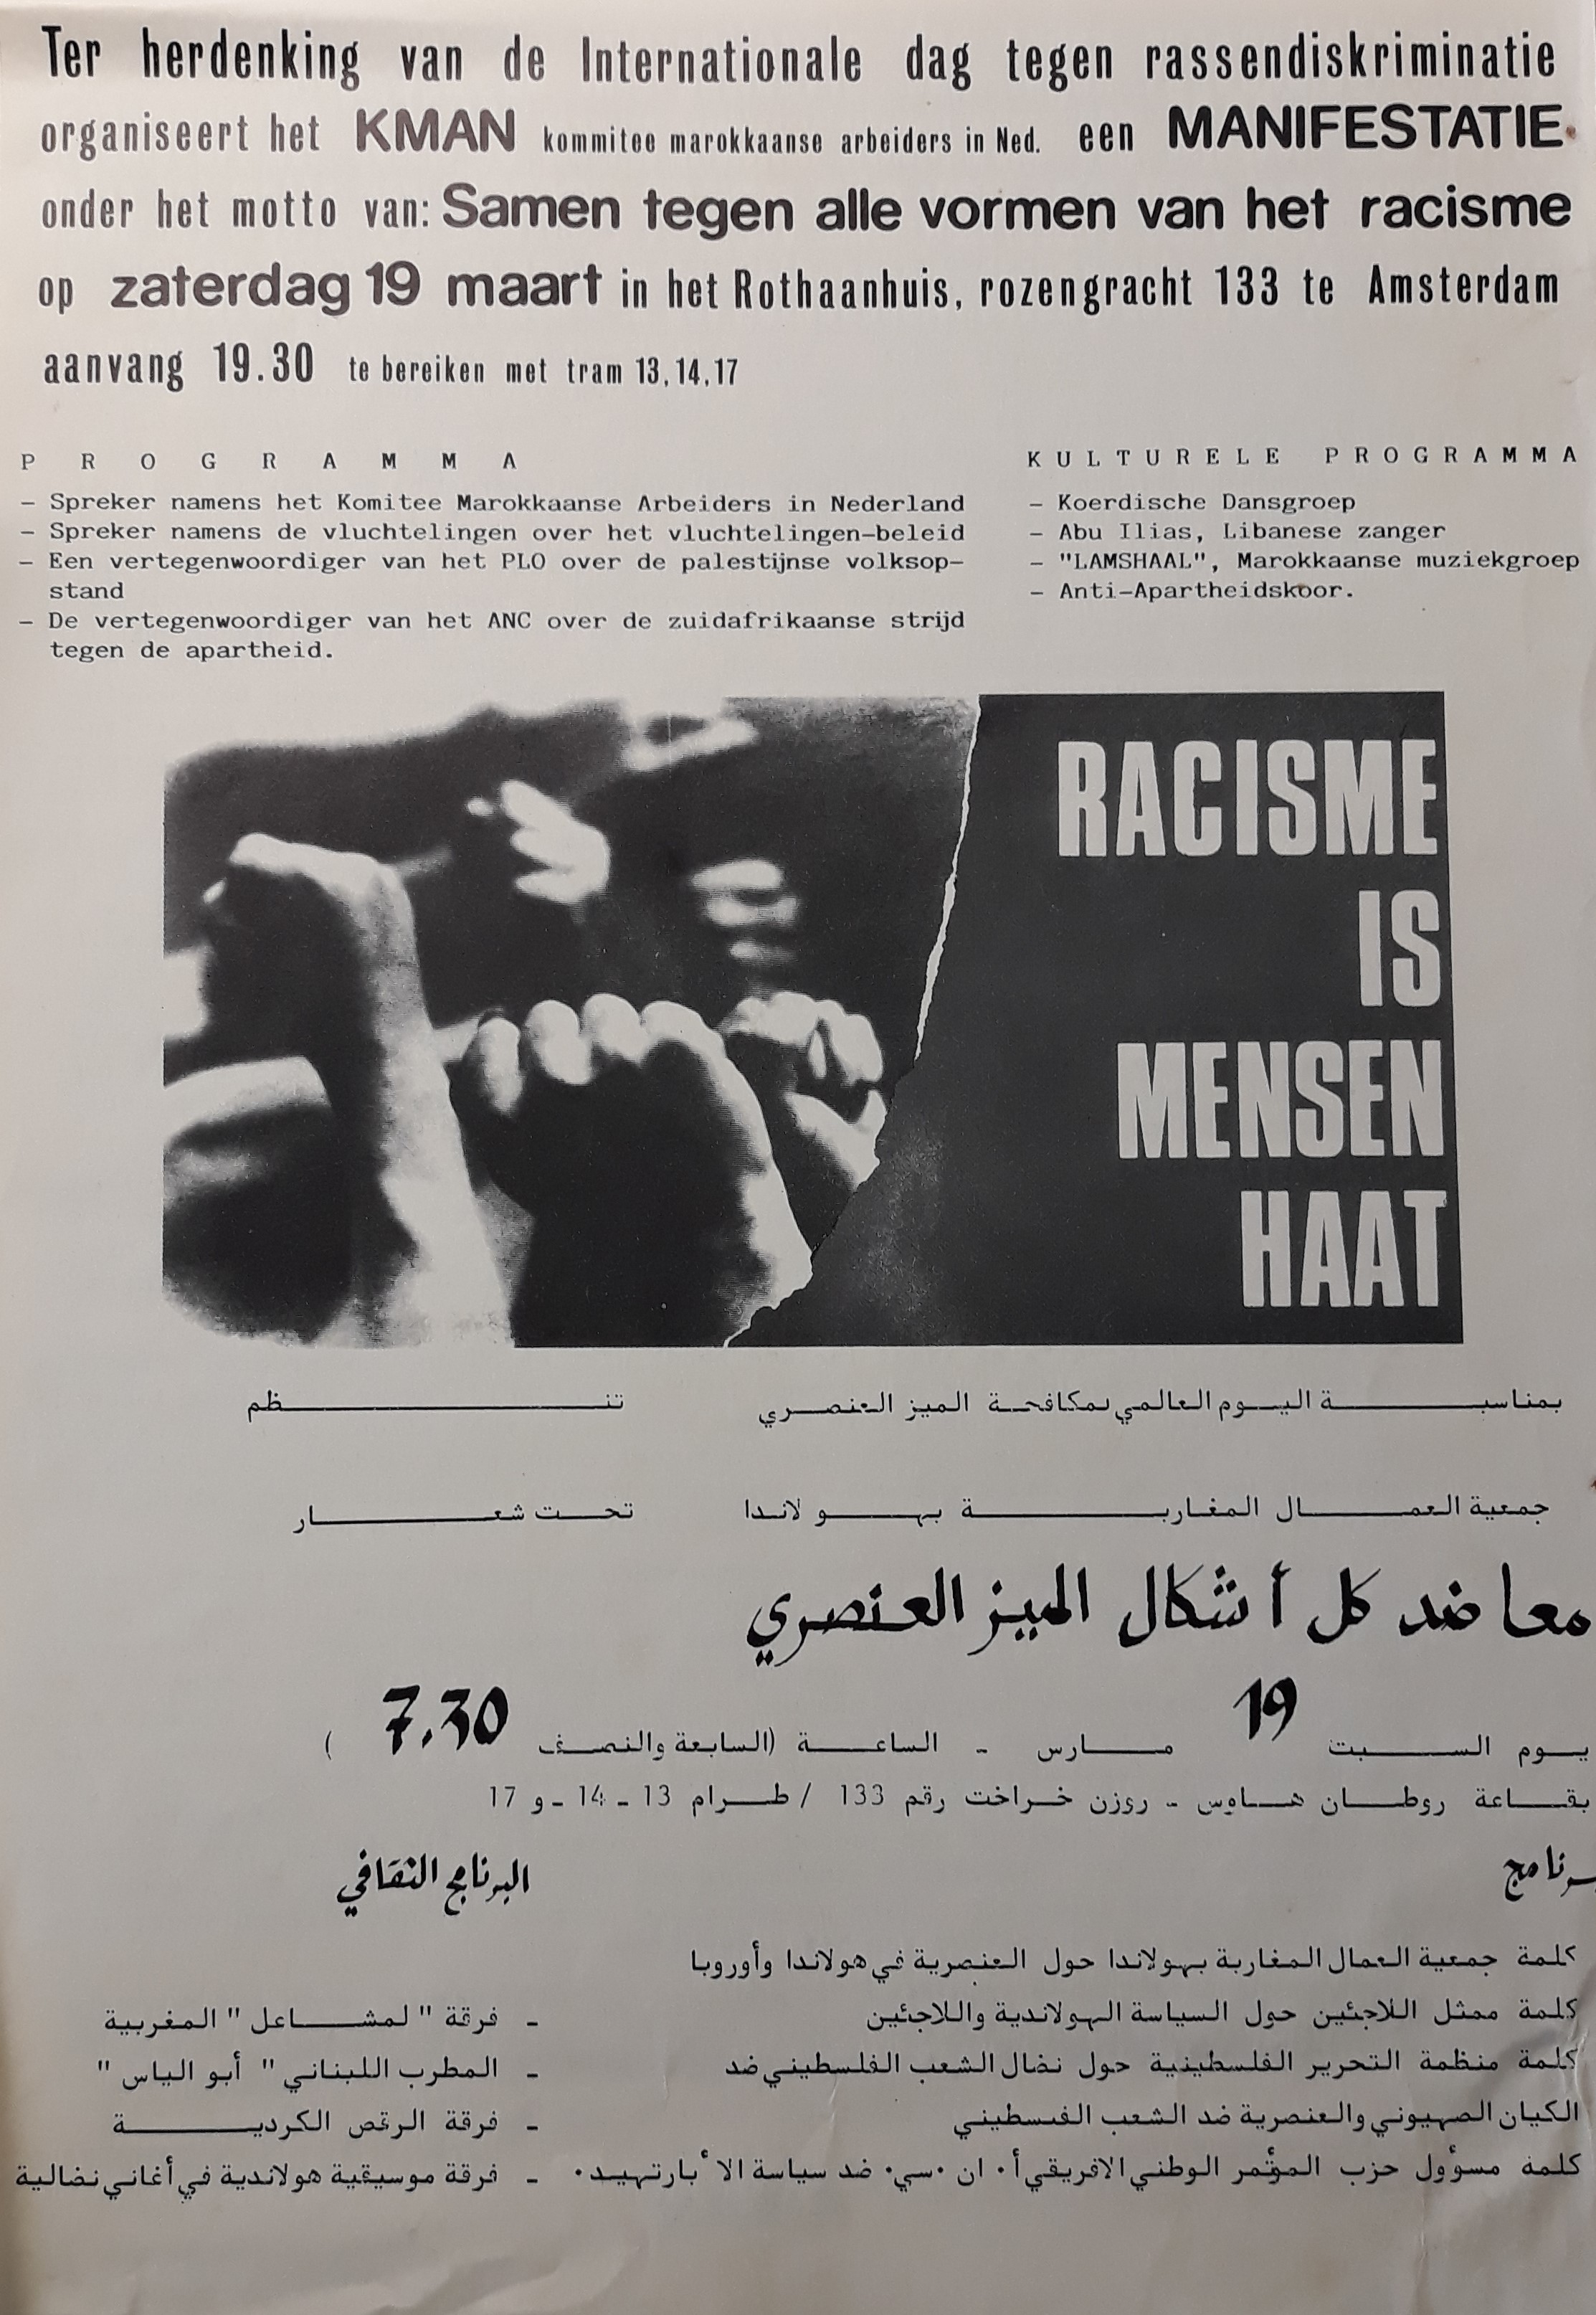 Ter herdenking van de Internationale dag tegen rassendiskriminatie
organiseert het KMAN kommitee marokkaanse arbeiders in Ned. een MANIFESTATIE.
onder het motto van: Samen tegen alle vormen van het racisme
op zaterdag 19 maart in het Rothaanhuis, rozengracht 133 te Amsterdam
aanvang 19.30 te bereiken met tram 13,14,17
PROGRAMMA
– Spreker namens het Komitee Marokkaanse Arbeiders in Nederland
– Spreker namens de vluchtelingen over het vluchtelingen–beleid
– Een vertegenwoordiger van het PLO over de palestijnse volksop–
stand
– De vertegenwoordiger van het ANC over de zuidafrikaanse strijd
tegen de apartheid.
KULTURELE PROGRAMMA
– Koerdische Dansgroep
– Abu Ilias, Libanese zanger
– "LAMSHAAL", Marokkaanse muziekgroep
– Anti–Apartheidskoor.
RACISME
IS
MENSEN
HAAT
بمناسبة اليوم العالمي لمكافحة الميز العنصري تنظم
جمعية العمال المغاربة بهولاندا تحت شعار
معا ضد كل أشكال الميز العنصري
يوم السبت 19 مارس - الساعة (السابعة والنصف 7.30 )
بقاعة روطان هاوس - روزن خراخت رقم 133 / طرام 13 - 14 - و 17
برنامج
كلمة جمعية العمال المغاربة بهولاندا حول العنصرية في هولاندا وأوروبا
كلمة ممثل اللاجئين حول السياسة الهولاندية واللاجئين
كلمة منظمة التحرير الفلسطينية حول نضال الشعب الفلسطيني ضد
الكيان الصهيوني والعنصرية ضد الشعب الفسطيني
كلمة مسؤول حزب المؤتمر الوطني الافريقي أ. ان .سي. ضد سياسة الأبارتهيد.
البرنامج الثقافي
- فرقة " لمشاعل " المغربية
- المطرب اللبناني " أبو الياس "
- فرقة الرقص الكردية
- فرقة موسيقية هولاندية في أغاني نضالية